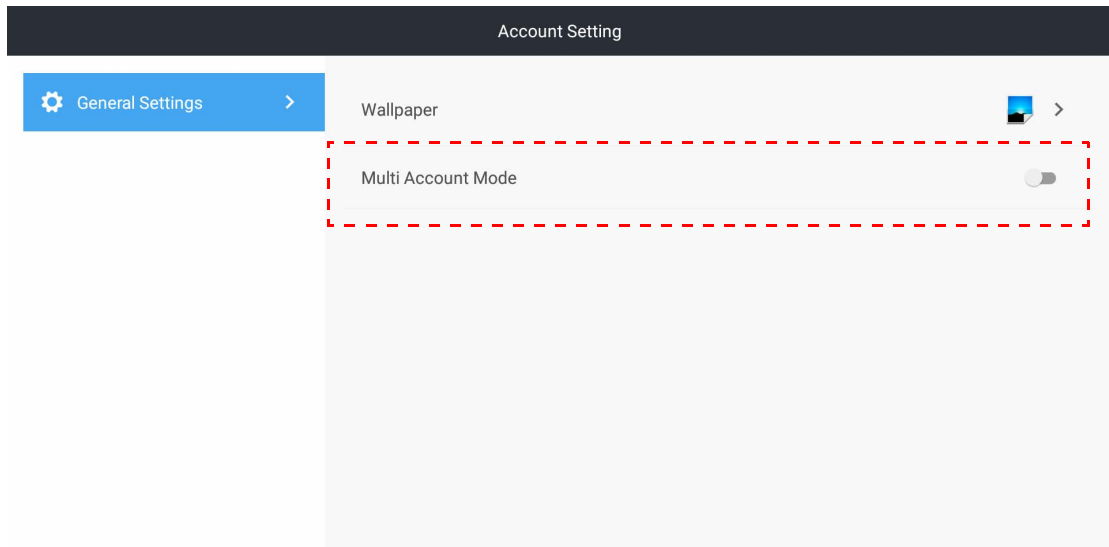 Account Setting
General Settings
Wallpaper
Multi Account Mode